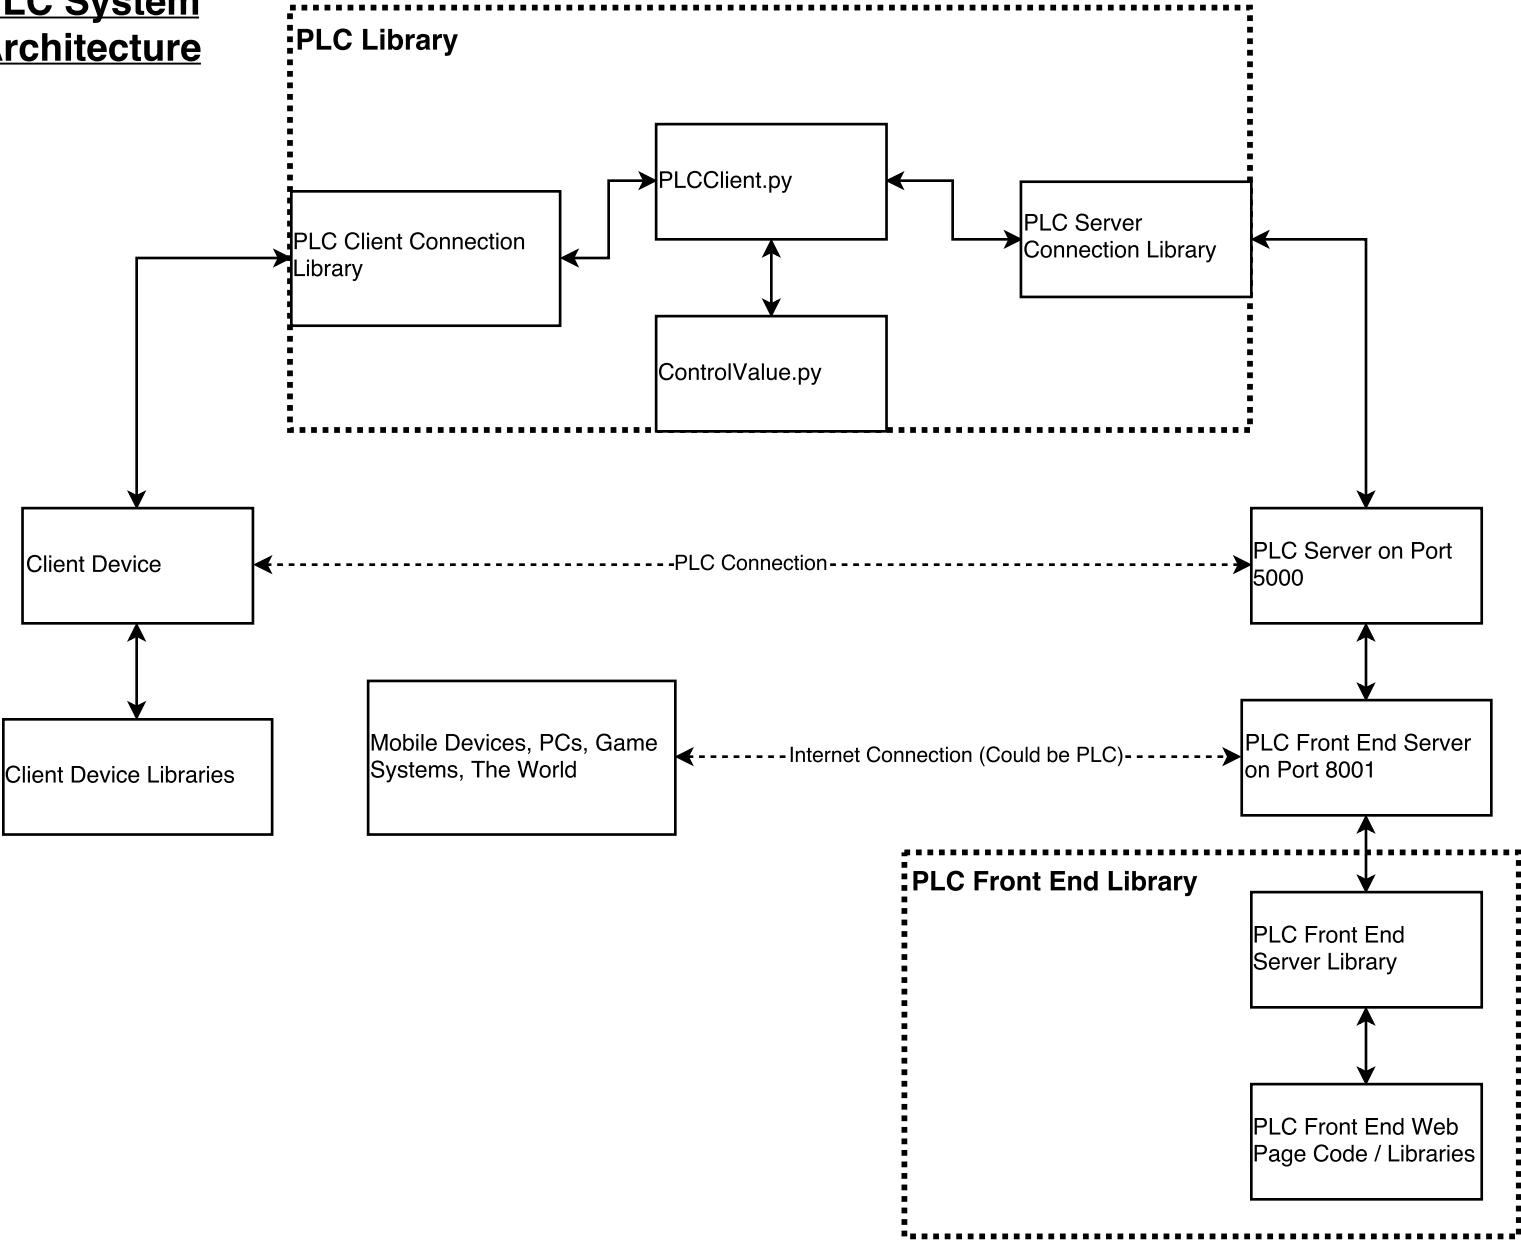 LC System
Architecture
PLC Library
PLCClient.py
PLC Client Connection
Library
PLC Server
Connection Library
ControlValue.py
Client Device
PLC Connection
PLC Server on Port
5000
Client Device Libraries
Mobile Devices, PCs, Game
Systems, The World
Internet Connection (Could be PLC)
PLC Front End Server
on Port 8001
PLC Front End Library
PLC Front End
Server Library
PLC Front End Web
Page Code / Libraries